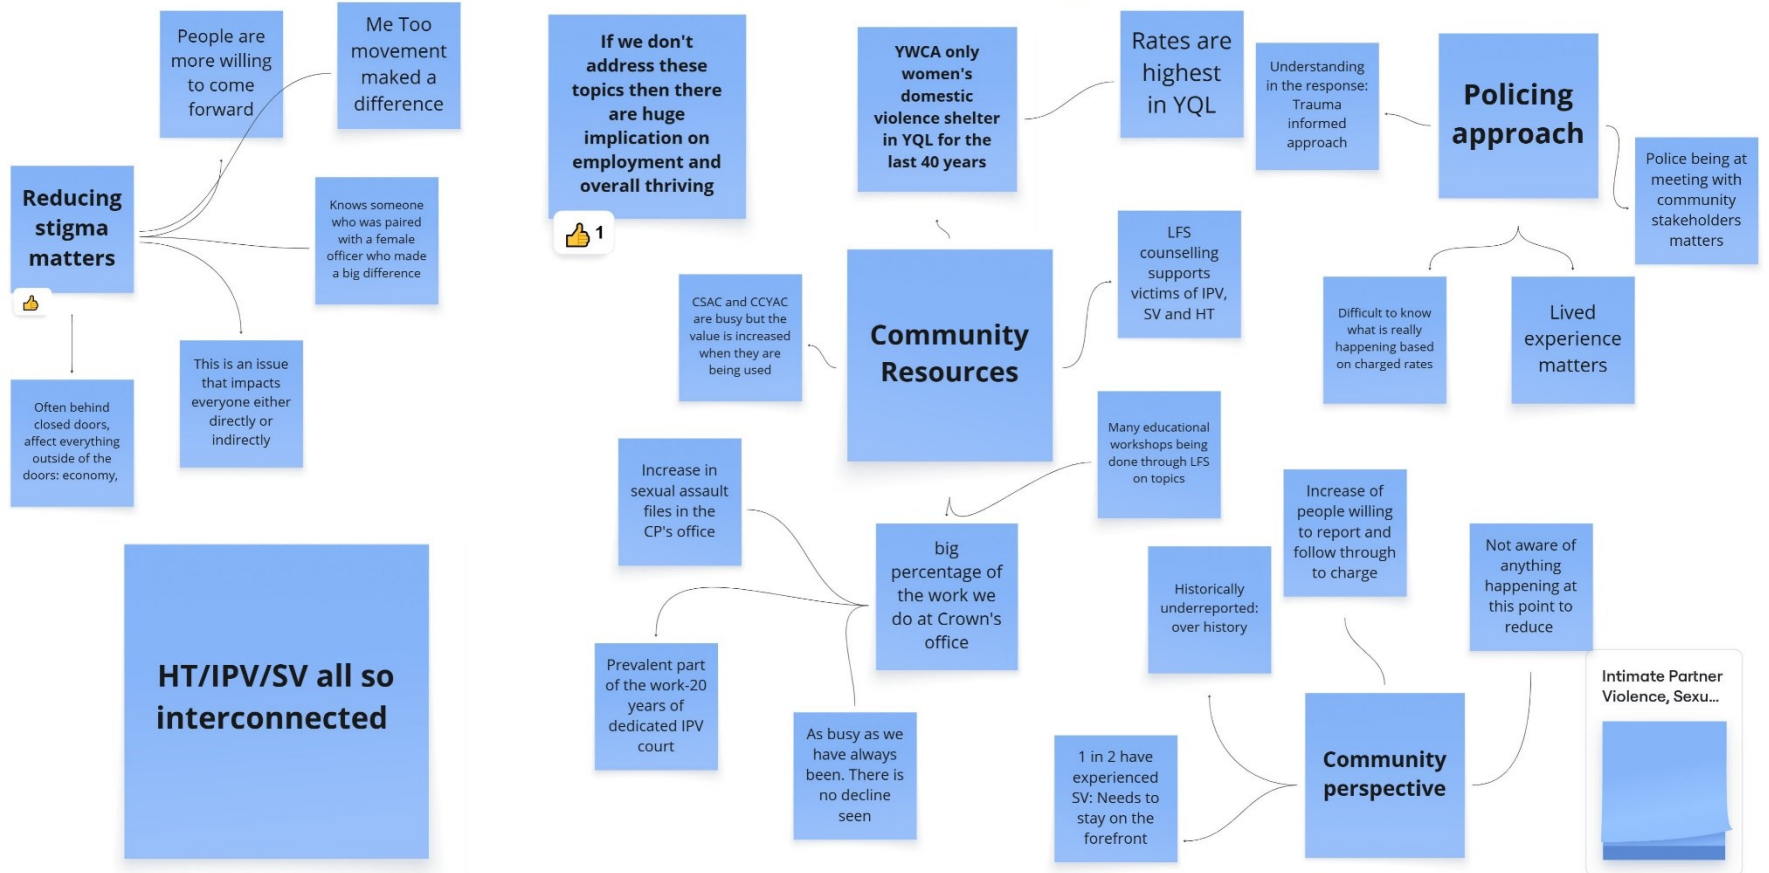 People are
more willing
to come
forward
Me Too
movement
maked a
difference
Reducing
stigma
matters
Knows someone
who was paired
with a female
officer who made
a big difference
This is an issue
that impacts
everyone either
directly or
indirectly
Often behind
closed doors,
affect everything
outside of the
doors: economy,
HT/IPV/SV all so
interconnected
If we don't
address these
topics then there
are huge
implication on
employment and
overall thriving
1
YWCA only
women's
domestic
violence shelter
in YQL for the
last 40 years
Rates are
highest
in YQL
Community
Resources
CSAC and CCYAC
are busy but the
value is increased
when they are
being used
LFS
counselling
supports
victims of IPV,
SV and HT
Many educational
workshops being
done through LFS
on topics
big
percentage of
the work we
do at Crown's
office
Increase in
sexual assault
files in the
CP's office
Prevalent part
of the work-20
years of
dedicated IPV
court
As busy as we
have always
been. There is
no decline
seen
Understanding
in the response:
Trauma
informed
approach
Policing
approach
Police being at
meeting with
community
stakeholders
matters
Difficult to know
what is really
happening based
on charged rates
Lived
experience
matters
Increase of
people willing
to report and
follow through
to charge
Historically
underreported:
over history
Not aware of
anything
happening at
this point to
reduce
1 in 2 have
experienced
SV: Needs to
stay on the
forefront
Community
perspective
Intimate Partner
Violence, Sexu...